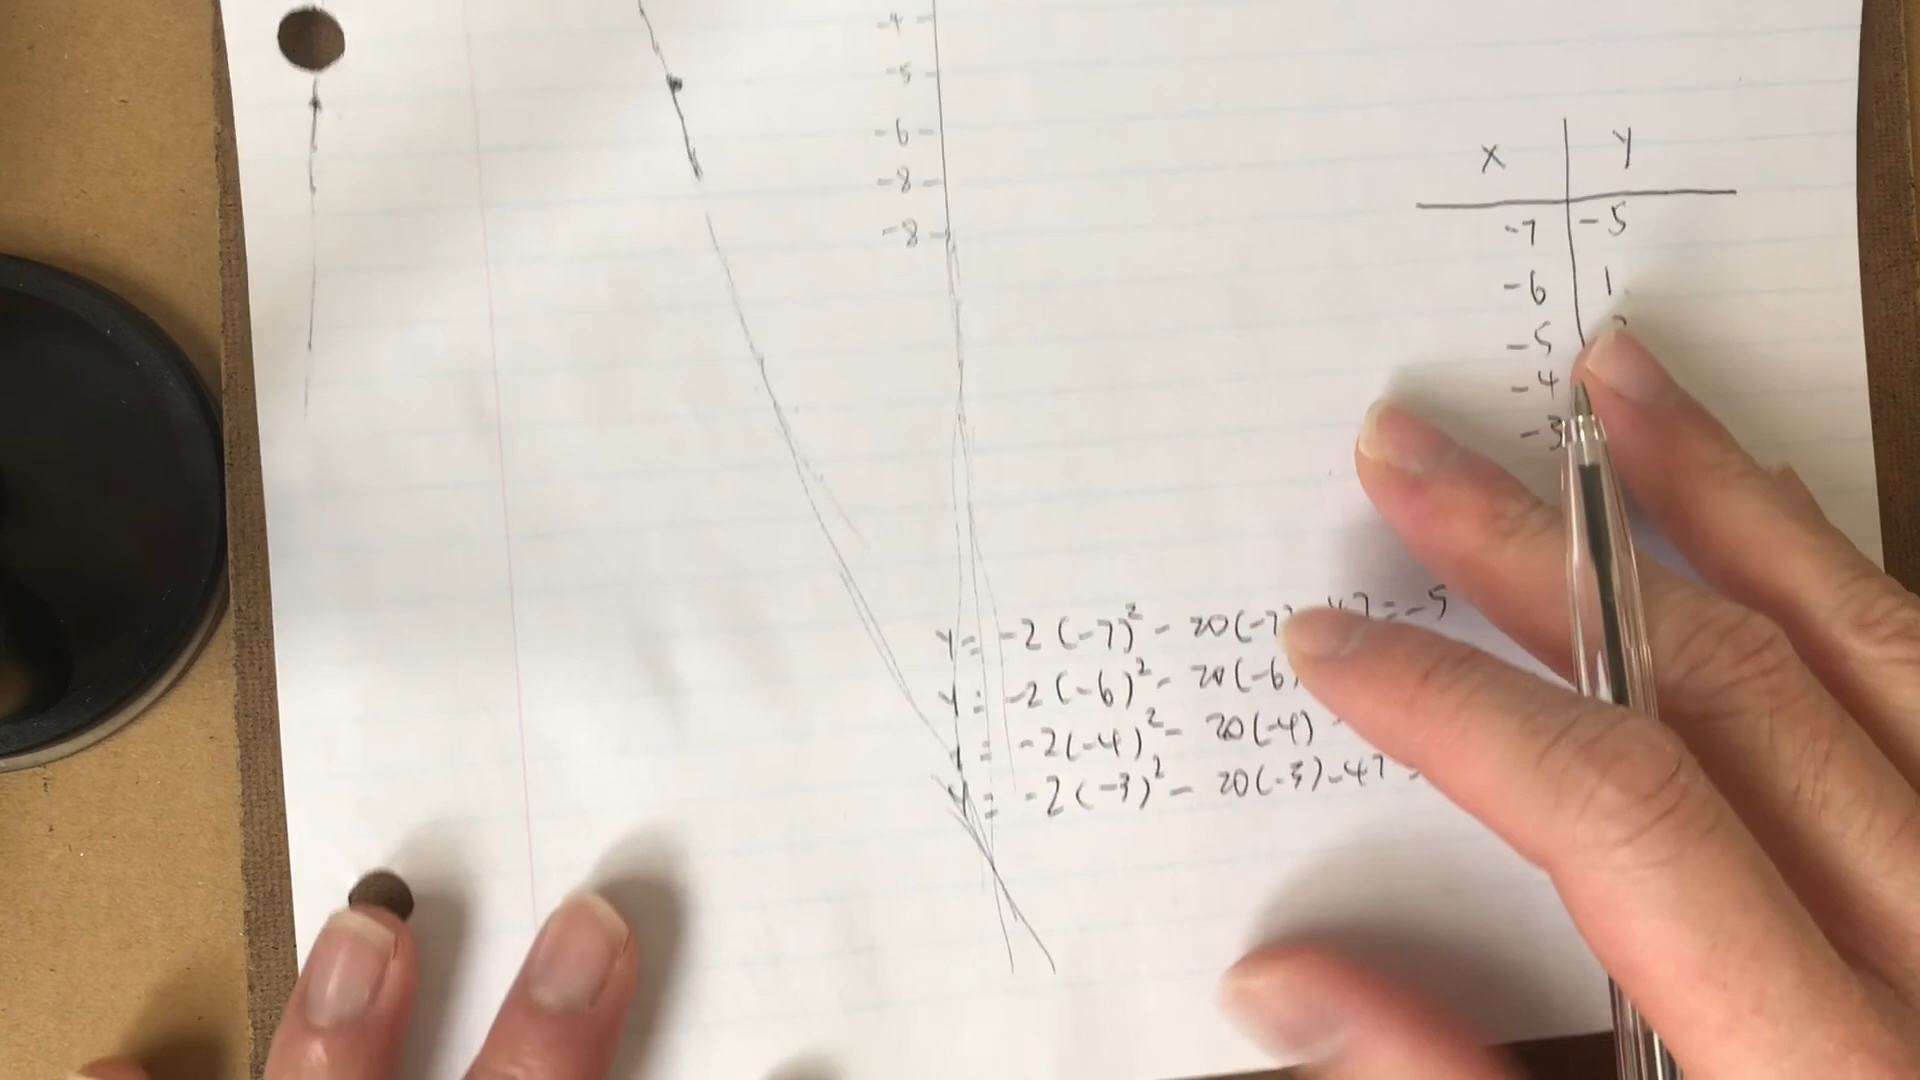 -4
-5
-6
-8
-8
x y
-7 -5
-6 1
-5
-4
-3
y = -2(-7)² - 20(-7) 47 = -5
y = -2(-6)² - 20(-6)
y = -2(-4)² - 20(-4) -
y = -2(-3)² - 20(-3) - 47